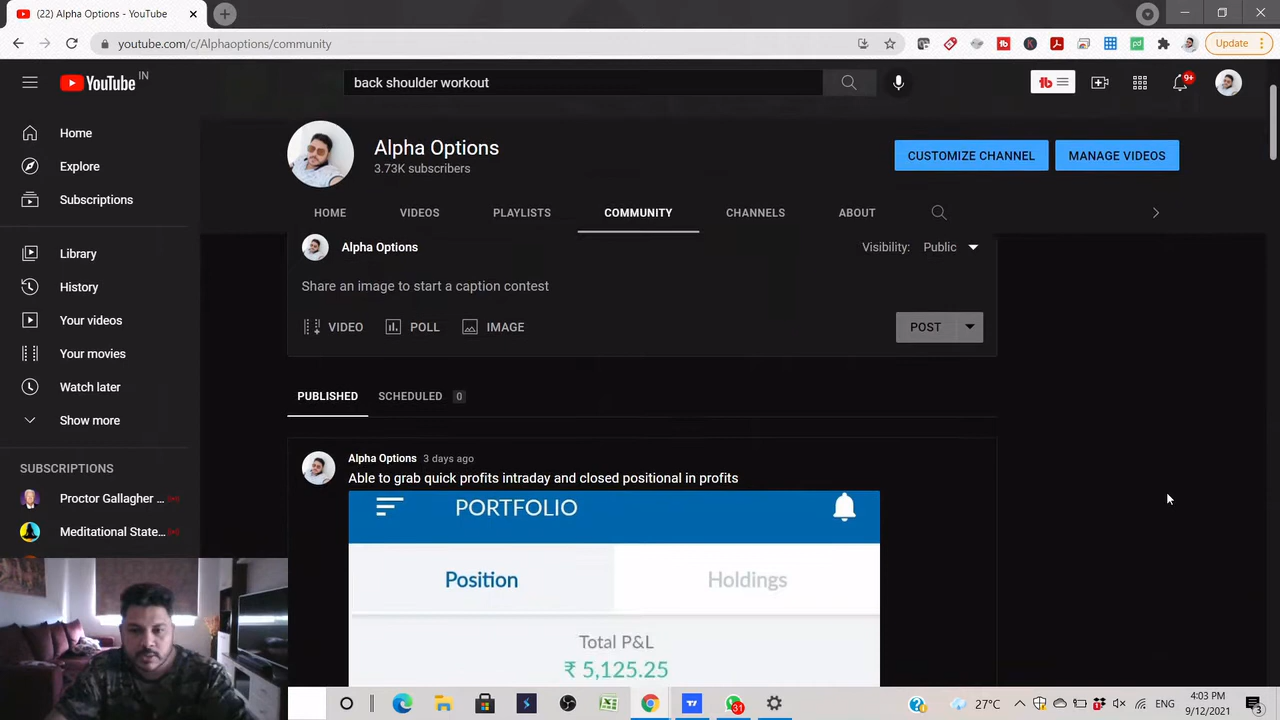 (22) Alpha Options - YouTube
youtube.com/c/Alphaoptions/community
Update
YouTube IN
back shoulder workout
9+
Home
Explore
Subscriptions
Library
History
Your videos
Your movies
Watch later
Show more
SUBSCRIPTIONS
Proctor Gallagher ...
Meditational State...
Alpha Options
3.73K subscribers
CUSTOMIZE CHANNEL
MANAGE VIDEOS
HOME
VIDEOS
PLAYLISTS
COMMUNITY
CHANNELS
ABOUT
Alpha Options
Visibility: Public
Share an image to start a caption contest
VIDEO
POLL
IMAGE
POST
PUBLISHED
SCHEDULED 0
Alpha Options 3 days ago
Able to grab quick profits intraday and closed positional in profits
PORTFOLIO
Position
Holdings
Total P&L
₹ 5,125.25
31
27°C
ENG
4:03 PM
9/12/2021
3